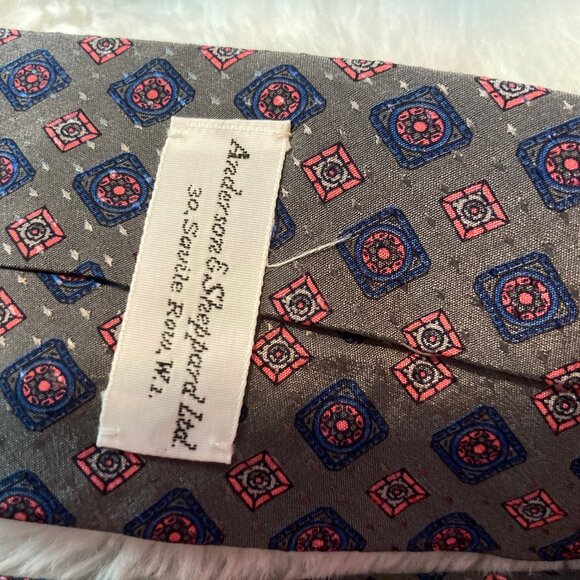 Anderson & Sheppard Ltd.
30, Savile Row, W.1.